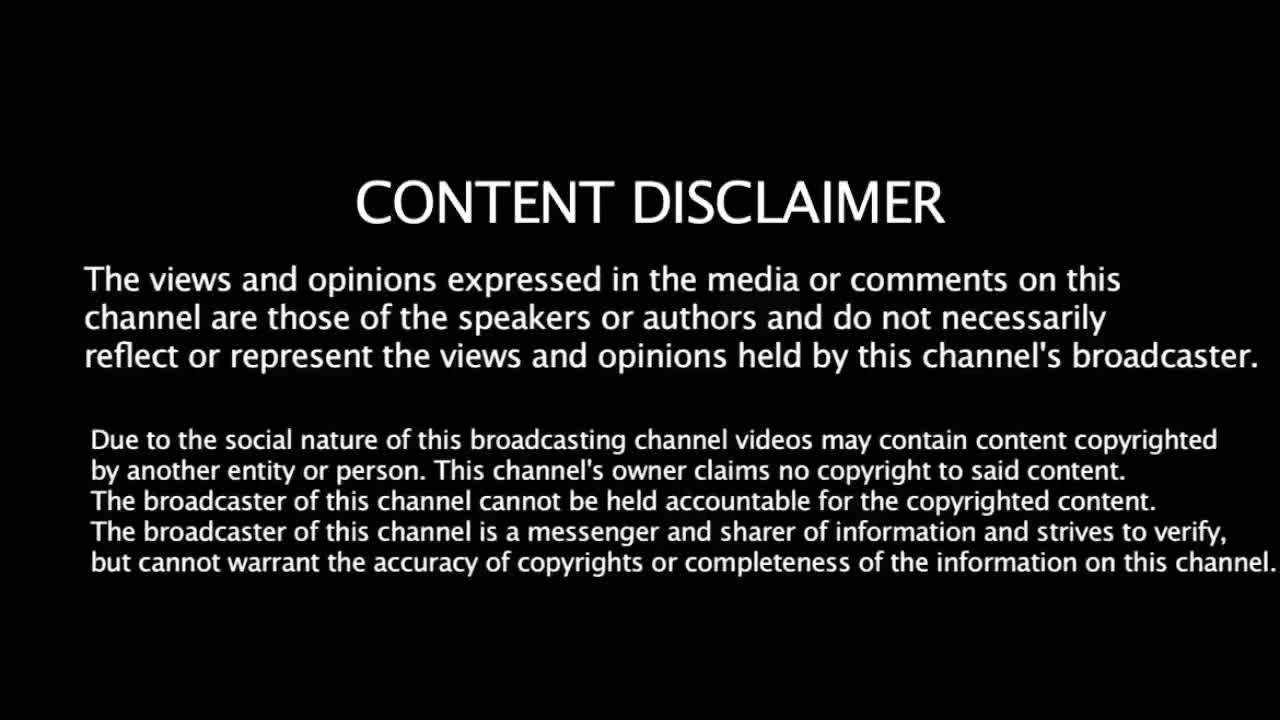 CONTENT DISCLAIMER
The views and opinions expressed in the media or comments on this
channel are those of the speakers or authors and do not necessarily
reflect or represent the views and opinions held by this channel's broadcaster.
Due to the social nature of this broadcasting channel videos may contain content copyrighted
by another entity or person. This channel's owner claims no copyright to said content.
The broadcaster of this channel cannot be held accountable for the copyrighted content.
The broadcaster of this channel is a messenger and sharer of information and strives to verify,
but cannot warrant the accuracy of copyrights or completeness of the information on this channel.